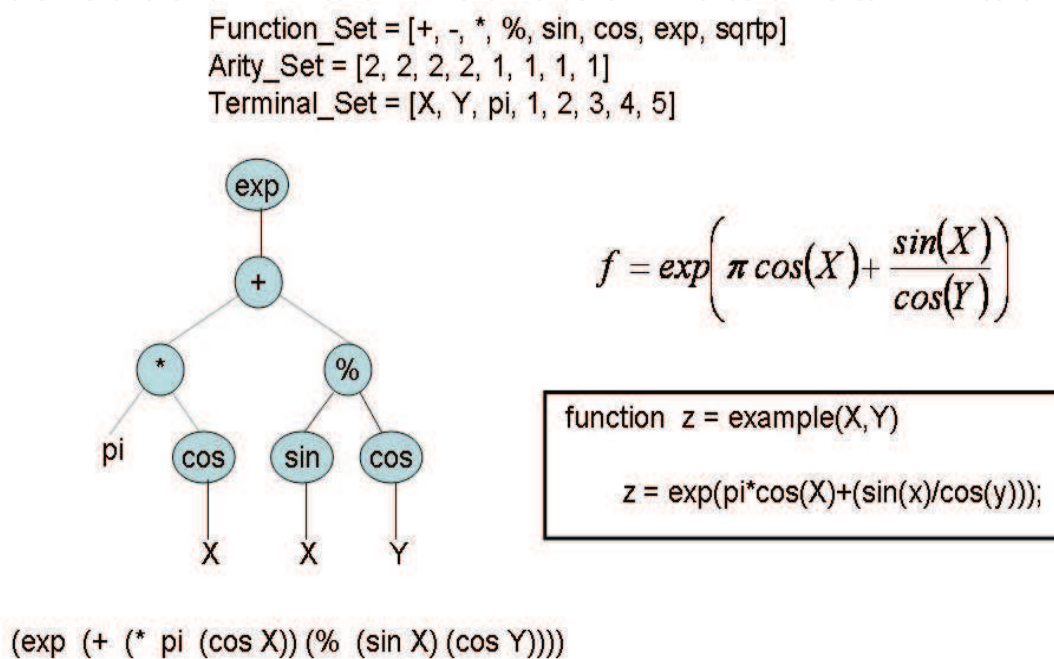 Function_Set = [+, -, *, %, sin, cos, exp, sqrtp]
Arity_Set = [2, 2, 2, 2, 1, 1, 1, 1]
Terminal_Set = [X, Y, pi, 1, 2, 3, 4, 5]
exp
+
* %
pi cos sin cos
X X Y
f = exp(π cos(X) + sin(X)/cos(Y))
function z = example(X,Y)
z = exp(pi*cos(X)+(sin(x)/cos(y)));
(exp (+ (* pi (cos X)) (% (sin X) (cos Y))))